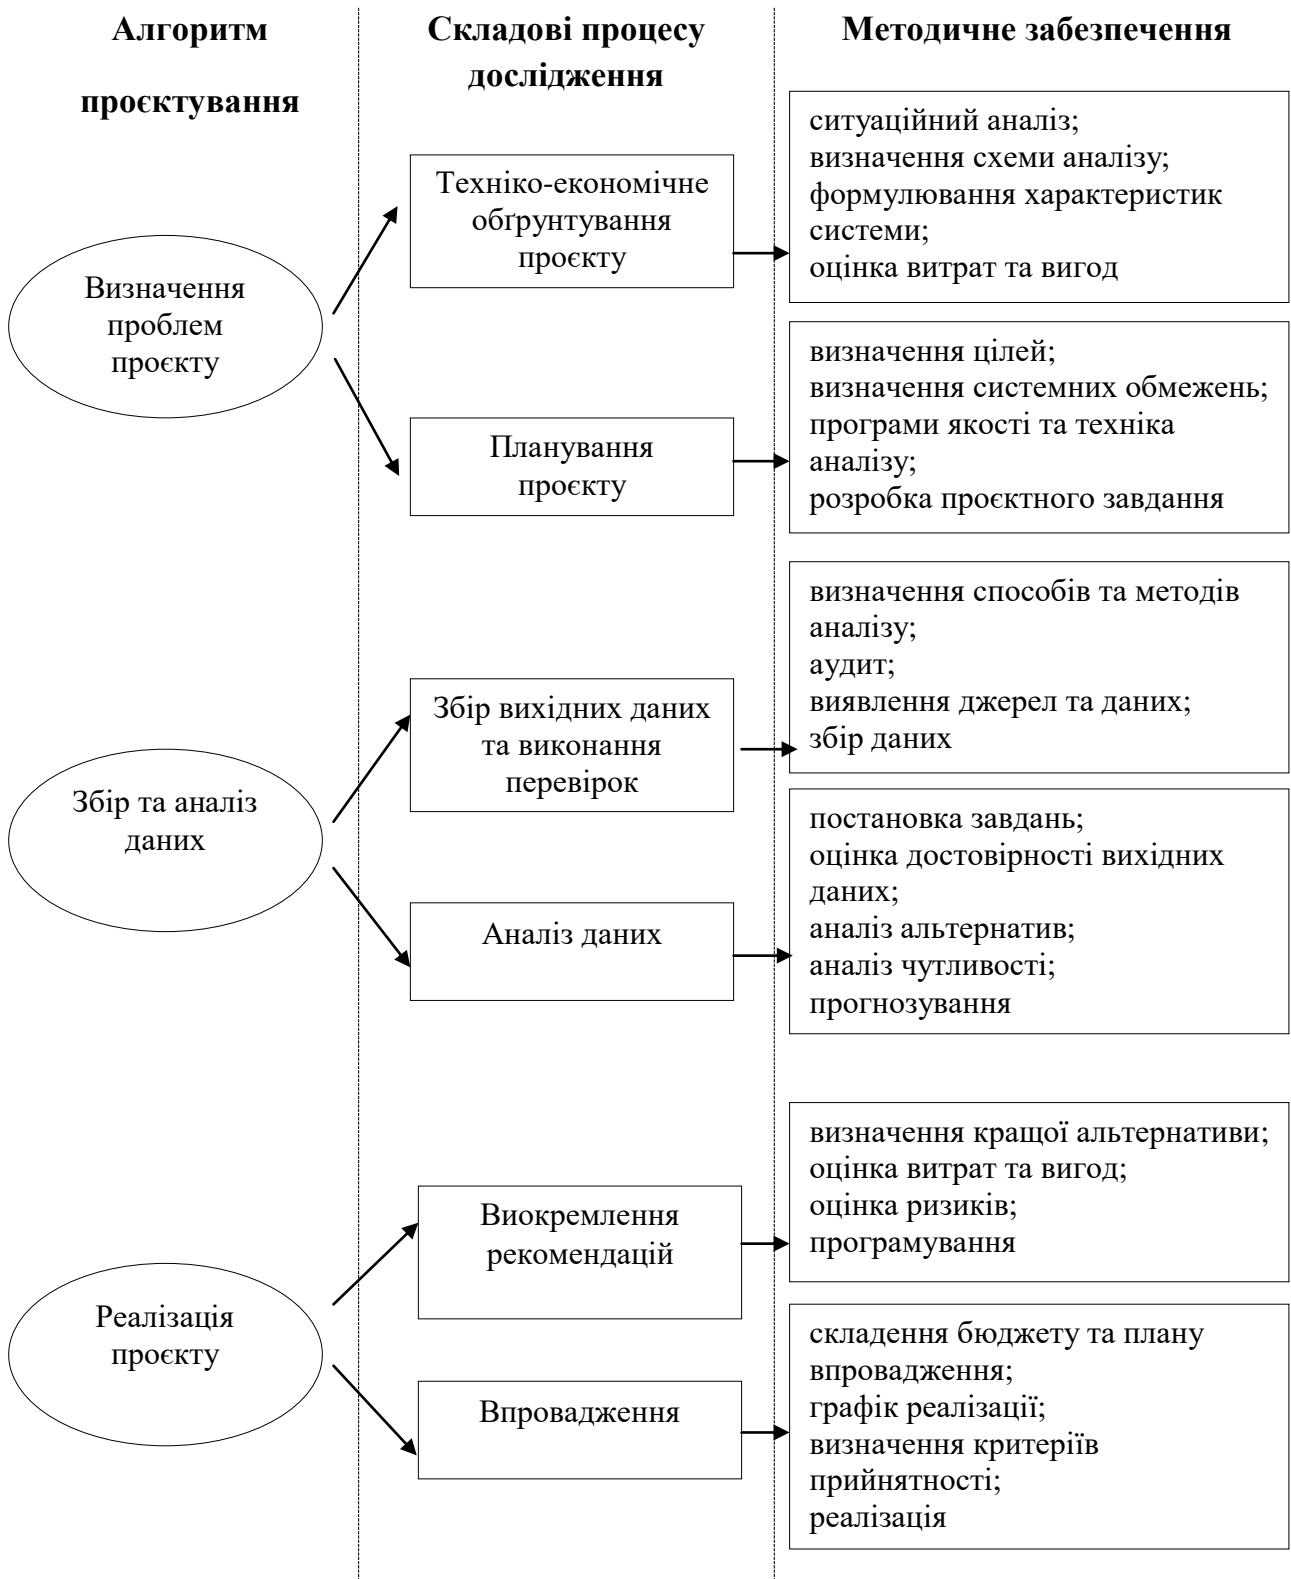 Алгоритм
проєктування
Складові процесу
дослідження
Методичне забезпечення
Визначення
проблем
проєкту
Техніко-економічне
обґрунтування
проєкту
ситуаційний аналіз;
визначення схеми аналізу;
формулювання характеристик
системи;
оцінка витрат та вигод
Планування
проєкту
визначення цілей;
визначення системних обмежень;
програми якості та техніка
аналізу;
розробка проєктного завдання
Збір та аналіз
даних
Збір вихідних даних
та виконання
перевірок
визначення способів та методів
аналізу;
аудит;
виявлення джерел та даних;
збір даних
Аналіз даних
постановка завдань;
оцінка достовірності вихідних
даних;
аналіз альтернатив;
аналіз чутливості;
прогнозування
Реалізація
проєкту
Виокремлення
рекомендацій
визначення кращої альтернативи;
оцінка витрат та вигод;
оцінка ризиків;
програмування
Впровадження
складення бюджету та плану
впровадження;
графік реалізації;
визначення критеріїв
прийнятності;
реалізація